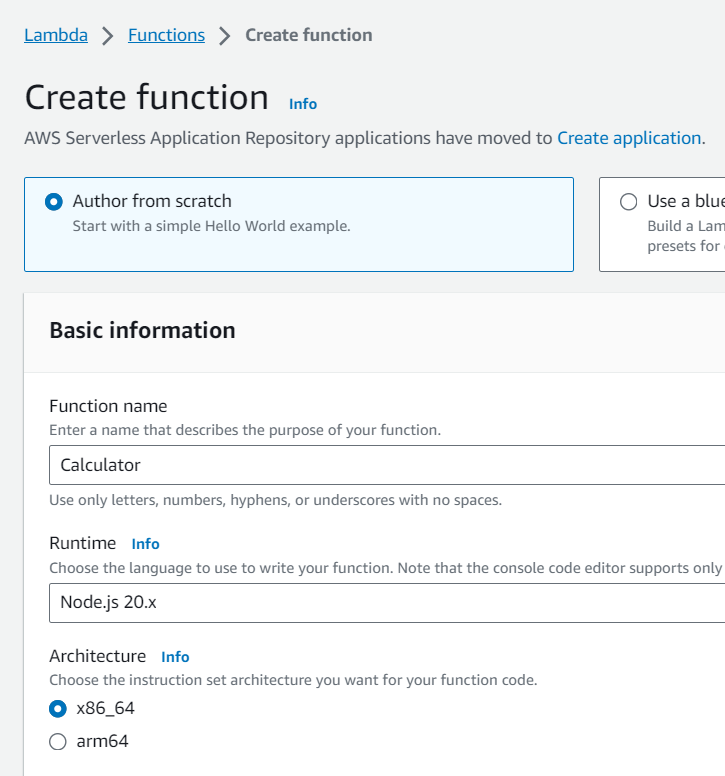 Lambda > Functions > Create function
Create function Info
AWS Serverless Application Repository applications have moved to Create application.
Author from scratch
Start with a simple Hello World example.
Use a blue
Build a Lam
presets for
Basic information
Function name
Enter a name that describes the purpose of your function.
Calculator
Use only letters, numbers, hyphens, or underscores with no spaces.
Runtime Info
Choose the language to use to write your function. Note that the console code editor supports only
Node.js 20.x
Architecture Info
Choose the instruction set architecture you want for your function code.
x86_64
arm64